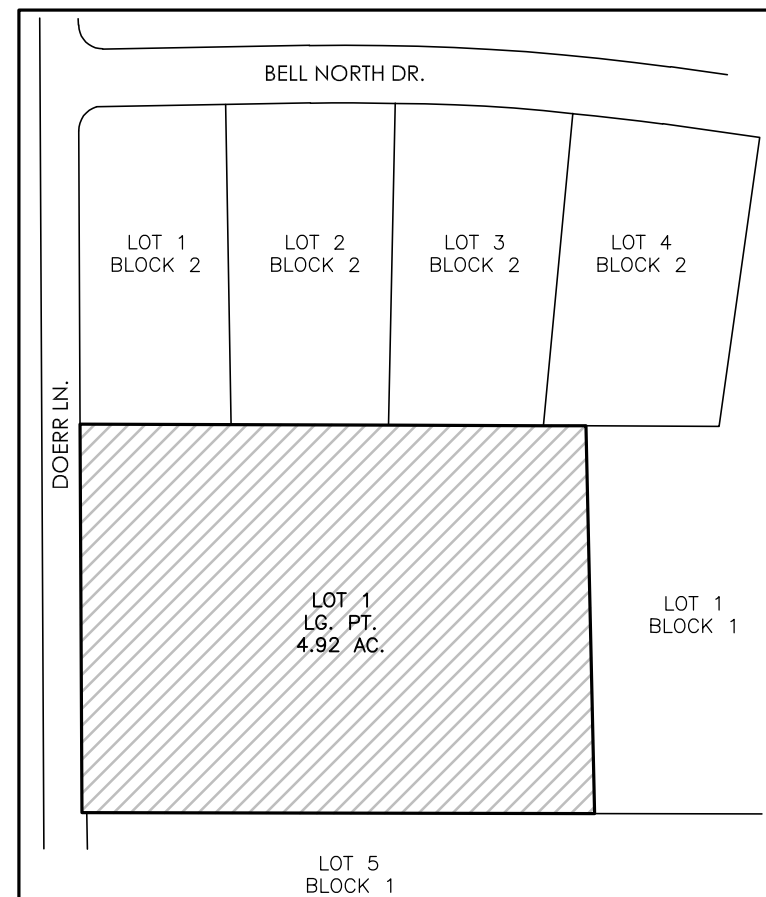 BELL NORTH DR.
LOT 1
BLOCK 2
LOT 2
BLOCK 2
LOT 3
BLOCK 2
LOT 4
BLOCK 2
DOERR LN.
LOT 1
LG. PT.
4.92 AC.
LOT 1
BLOCK 1
LOT 5
BLOCK 1